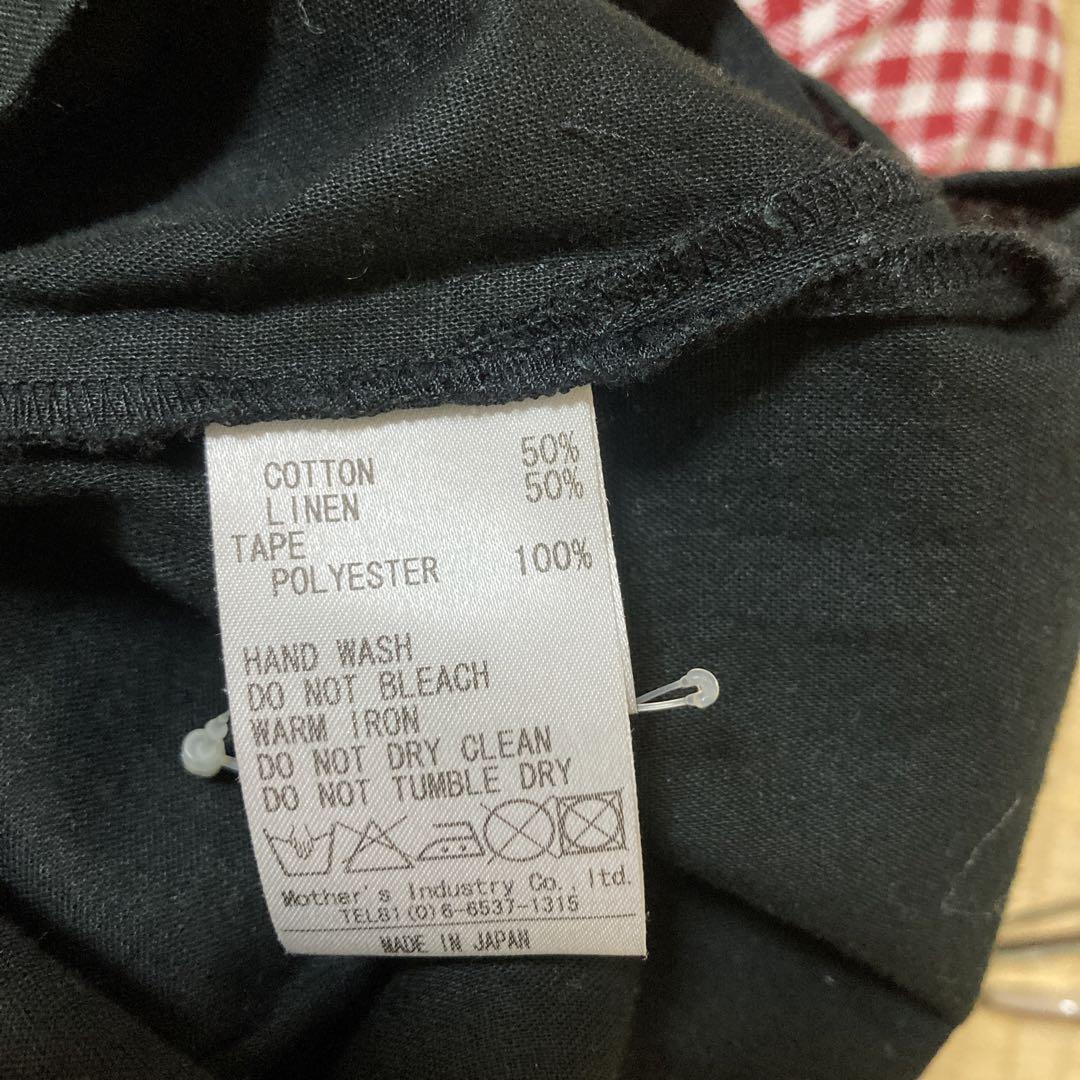 COTTON 50%
LINEN 50%
TAPE
POLYESTER 100%
HAND WASH
DO NOT BLEACH
WARM IRON
DO NOT DRY CLEAN
DO NOT TUMBLE DRY
Mother's Industry Co.,ltd.
TEL81(0)6-6537-1315
MADE IN JAPAN